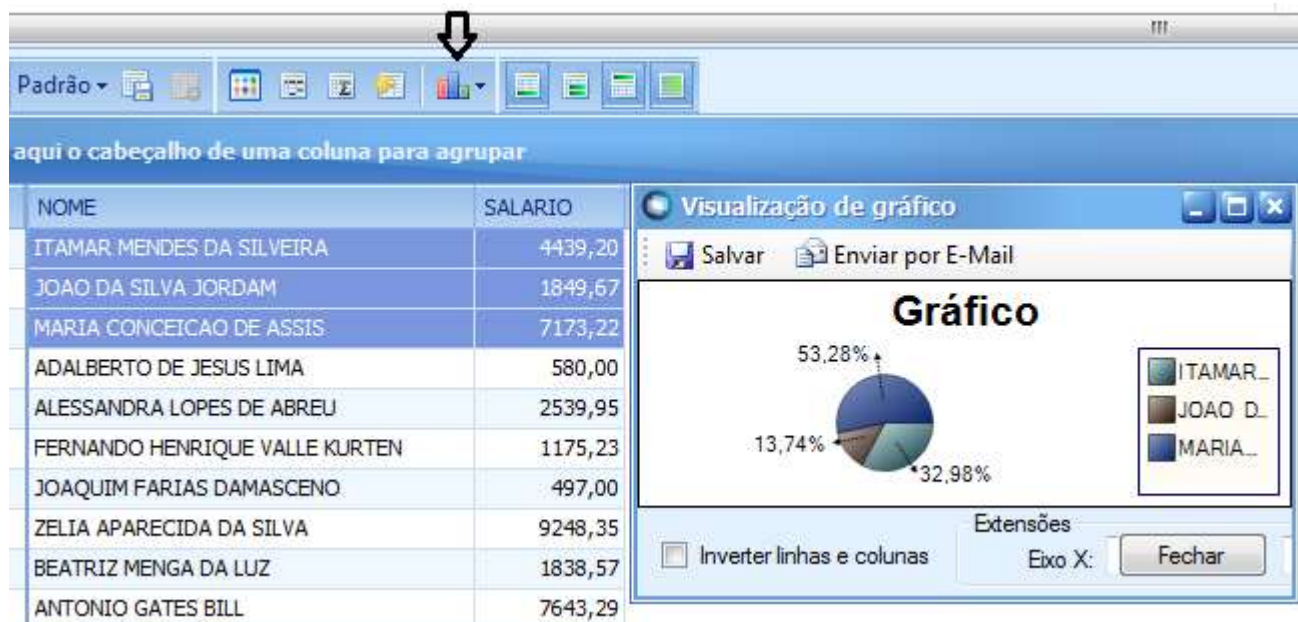 Padrão
aqui o cabeçalho de uma coluna para agrupar
NOME SALARIO
ITAMAR MENDES DA SILVEIRA 4439,20
JOAO DA SILVA JORDAM 1849,67
MARIA CONCEICAO DE ASSIS 7173,22
ADALBERTO DE JESUS LIMA 580,00
ALESSANDRA LOPES DE ABREU 2539,95
FERNANDO HENRIQUE VALLE KURTEN 1175,23
JOAQUIM FARIAS DAMASCENO 497,00
ZELIA APARECIDA DA SILVA 9248,35
BEATRIZ MENGA DA LUZ 1838,57
ANTONIO GATES BILL 7643,29
Visualização de gráfico
Salvar Enviar por E-Mail
Gráfico
53,28%
13,74%
32,98%
ITAMAR...
JOAO D...
MARIA...
Inverter linhas e colunas
Extensões
Eixo X: Fechar